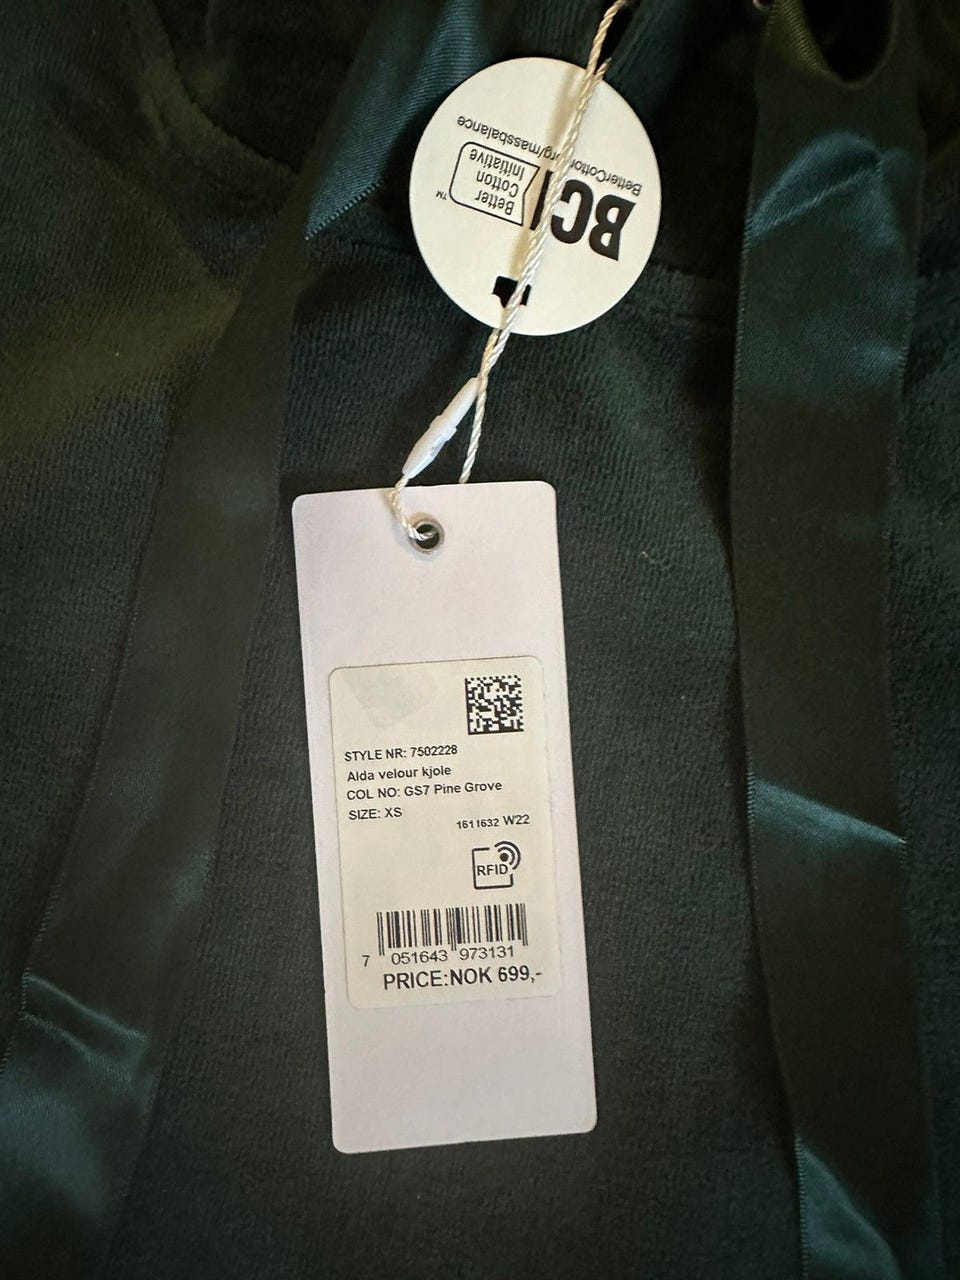 BCI
Better
Cotton
Initiative
TM
STYLE NR: 7502228
Alda velour kjole
COL NO: GS7 Pine Grove
SIZE: XS
1611632 W22
RFID
7 051643 973131
PRICE:NOK 699,-